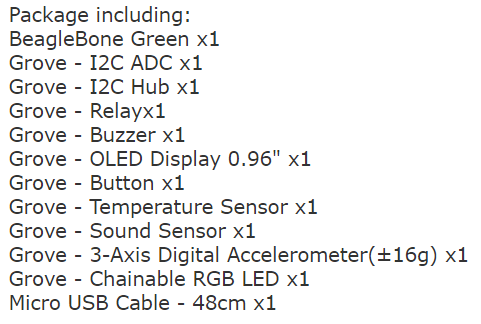 Package including:
BeagleBone Green x1
Grove - I2C ADC x1
Grove - I2C Hub x1
Grove - Relayx1
Grove - Buzzer x1
Grove - OLED Display 0.96" x1
Grove - Button x1
Grove - Temperature Sensor x1
Grove - Sound Sensor x1
Grove - 3-Axis Digital Accelerometer(±16g) x1
Grove - Chainable RGB LED x1
Micro USB Cable - 48cm x1